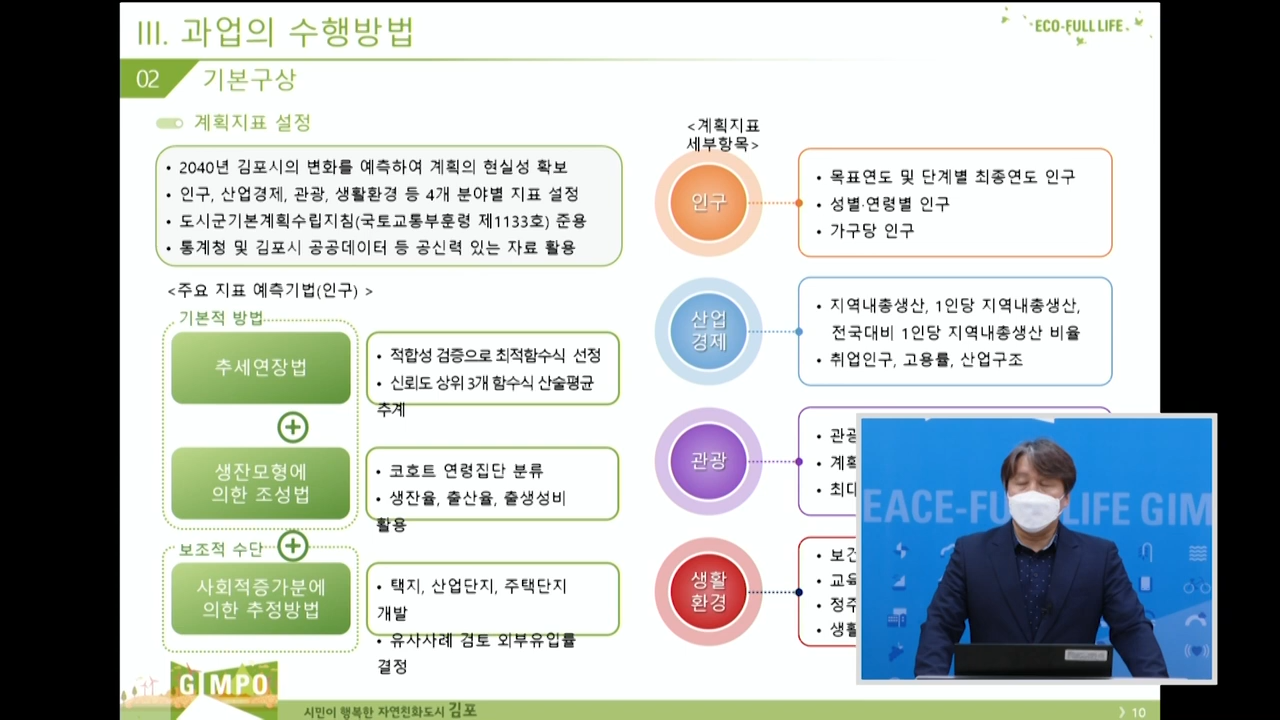 III. 과업의 수행방법
ECO-FULL LIFE
02
기본구상
계획지표 설정
• 2040년 김포시의 변화를 예측하여 계획의 현실성 확보
• 인구, 산업경제, 관광, 생활환경 등 4개 분야별 지표 설정
• 도시군기본계획수립지침(국토교통부훈령 제1133호) 준용
• 통계청 및 김포시 공공데이터 등 공신력 있는 자료 활용
<주요 지표 예측기법(인구) >
기본적 방법
추세연장법
• 적합성 검증으로 최적함수식 선정
• 신뢰도 상위 3개 함수식 산술평균
추계
생잔모형에
의한 조성법
• 코호트 연령집단 분류
• 생잔율, 출산율, 출생성비
활용
보조적 수단
사회적증가분에
의한 추정방법
• 택지, 산업단지, 주택단지
개발
• 유사사례 검토 외부유입률
결정
<계획지표
세부항목>
인구
• 목표연도 및 단계별 최종연도 인구
• 성별·연령별 인구
• 가구당 인구
산업
경제
• 지역내총생산, 1인당 지역내총생산,
전국대비 1인당 지역내총생산 비율
• 취업인구, 고용률, 산업구조
관광
• 관광
• 계획
• 최대
생활
환경
• 보건
• 교육
• 정주
• 생활
EACE-FU LIFE GIM
GIMPO
시민이 행복한 자연친화도시 김포
》10